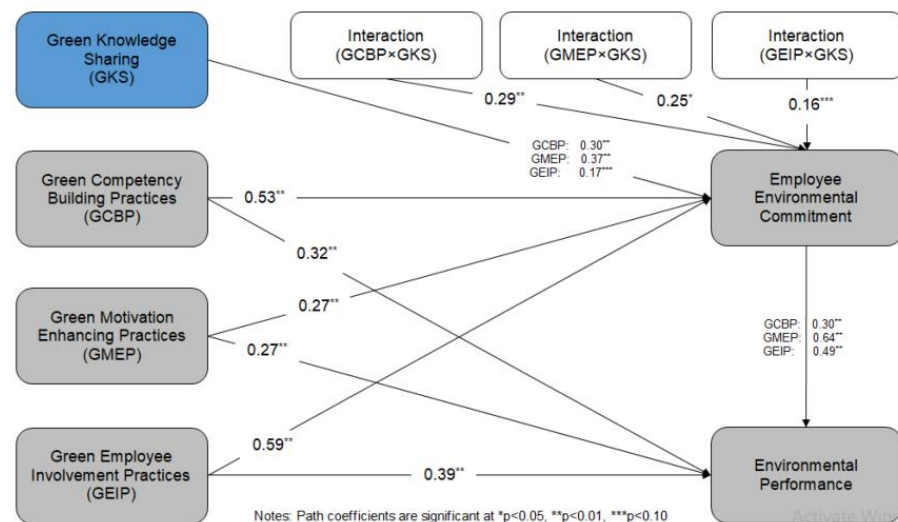 Green Knowledge
Sharing
(GKS)
Interaction
(GCBP×GKS)
Interaction
(GMEP×GKS)
Interaction
(GEIP×GKS)
0.29**
0.25*
0.16***
GCBP: 0.30**
GMEP: 0.37**
GEIP: 0.17***
Green Competency
Building Practices
(GCBP)
0.53**
Employee
Environmental
Commitment
0.32**
Green Motivation
Enhancing Practices
(GMEP)
0.27**
0.27**
GCBP: 0.30**
GMEP: 0.64**
GEIP: 0.49**
Green Employee
Involvement Practices
(GEIP)
0.59**
0.39**
Environmental
Performance
Notes: Path coefficients are significant at *p<0.05, **p<0.01, ***p<0.10
Activate Wind